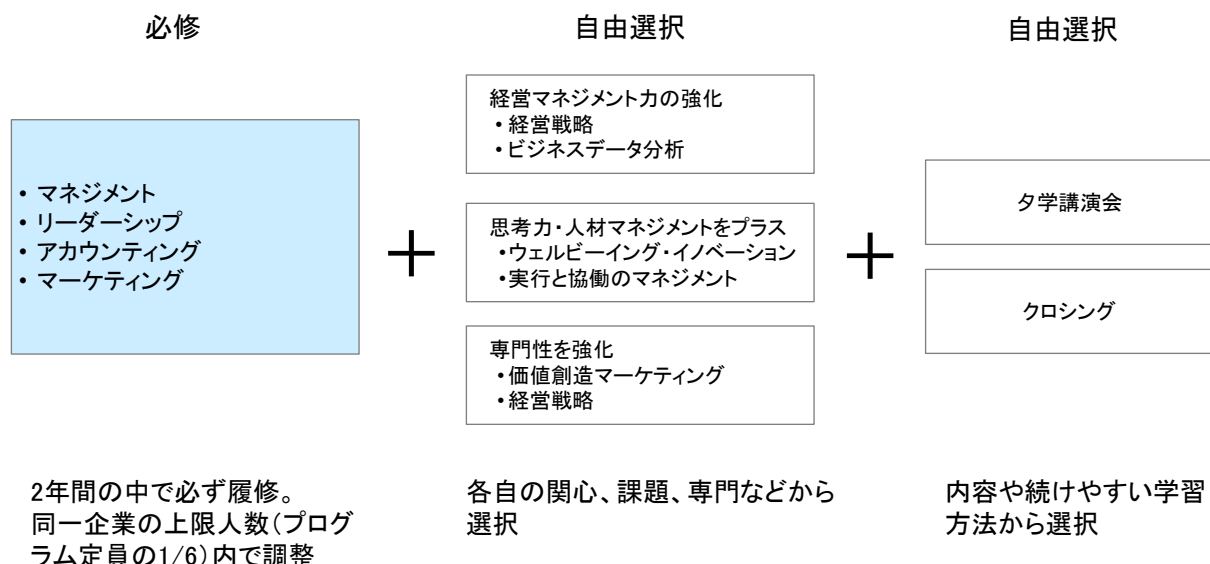 必修
• マネジメント
• リーダーシップ
• アカウンティング
• マーケティング
2年間の中で必ず履修。
同一企業の上限人数(プログ
ラム定員の1/6)内で調整
+
自由選択
経営マネジメント力の強化
・経営戦略
・ビジネスデータ分析
思考力・人材マネジメントをプラス
・ウェルビーイング・イノベーション
・実行と協働のマネジメント
専門性を強化
・価値創造マーケティング
・経営戦略
各自の関心、課題、専門などから
選択
+
自由選択
夕学講演会
クロシング
内容や続けやすい学習
方法から選択